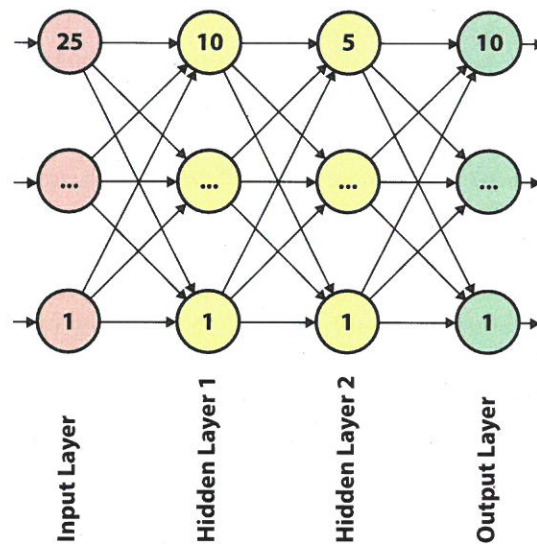 25 10 5 10
... ... ... ...
1 1 1 1
Input Layer
Hidden Layer 1
Hidden Layer 2
Output Layer